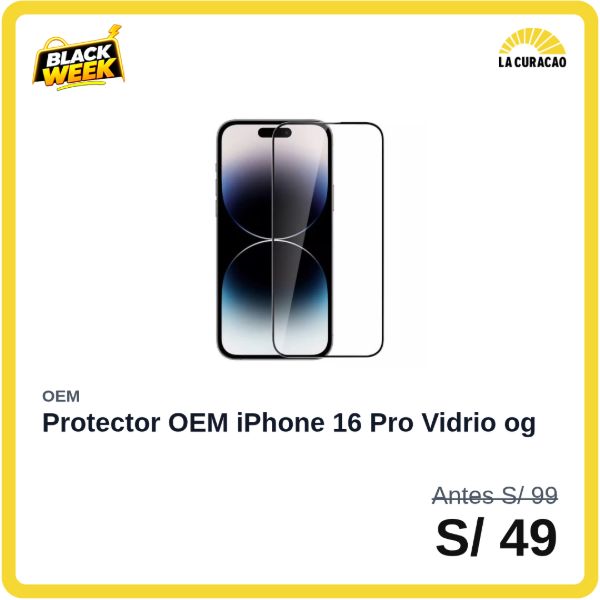 BLACK
WEEK
LA CURACAO
OEM
Protector OEM iPhone 16 Pro Vidrio og
Antes S/ 99
S/ 49